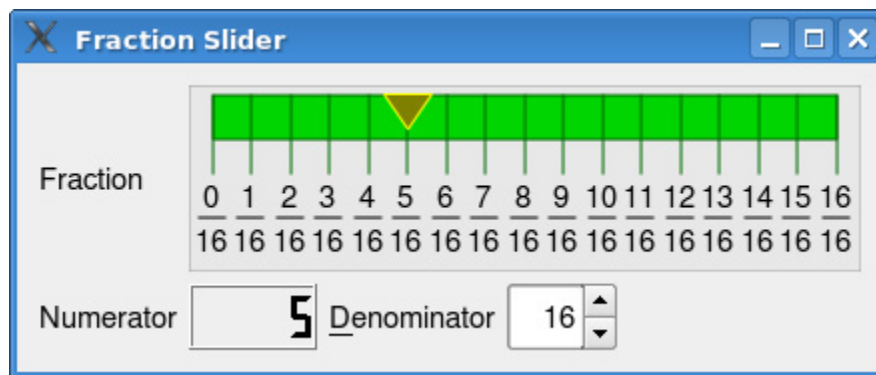 Fraction Slider
Fraction
0 1 2 3 4 5 6 7 8 9 10 11 12 13 14 15 16
16 16 16 16 16 16 16 16 16 16 16 16 16 16 16 16 16
Numerator 5 Denominator 16